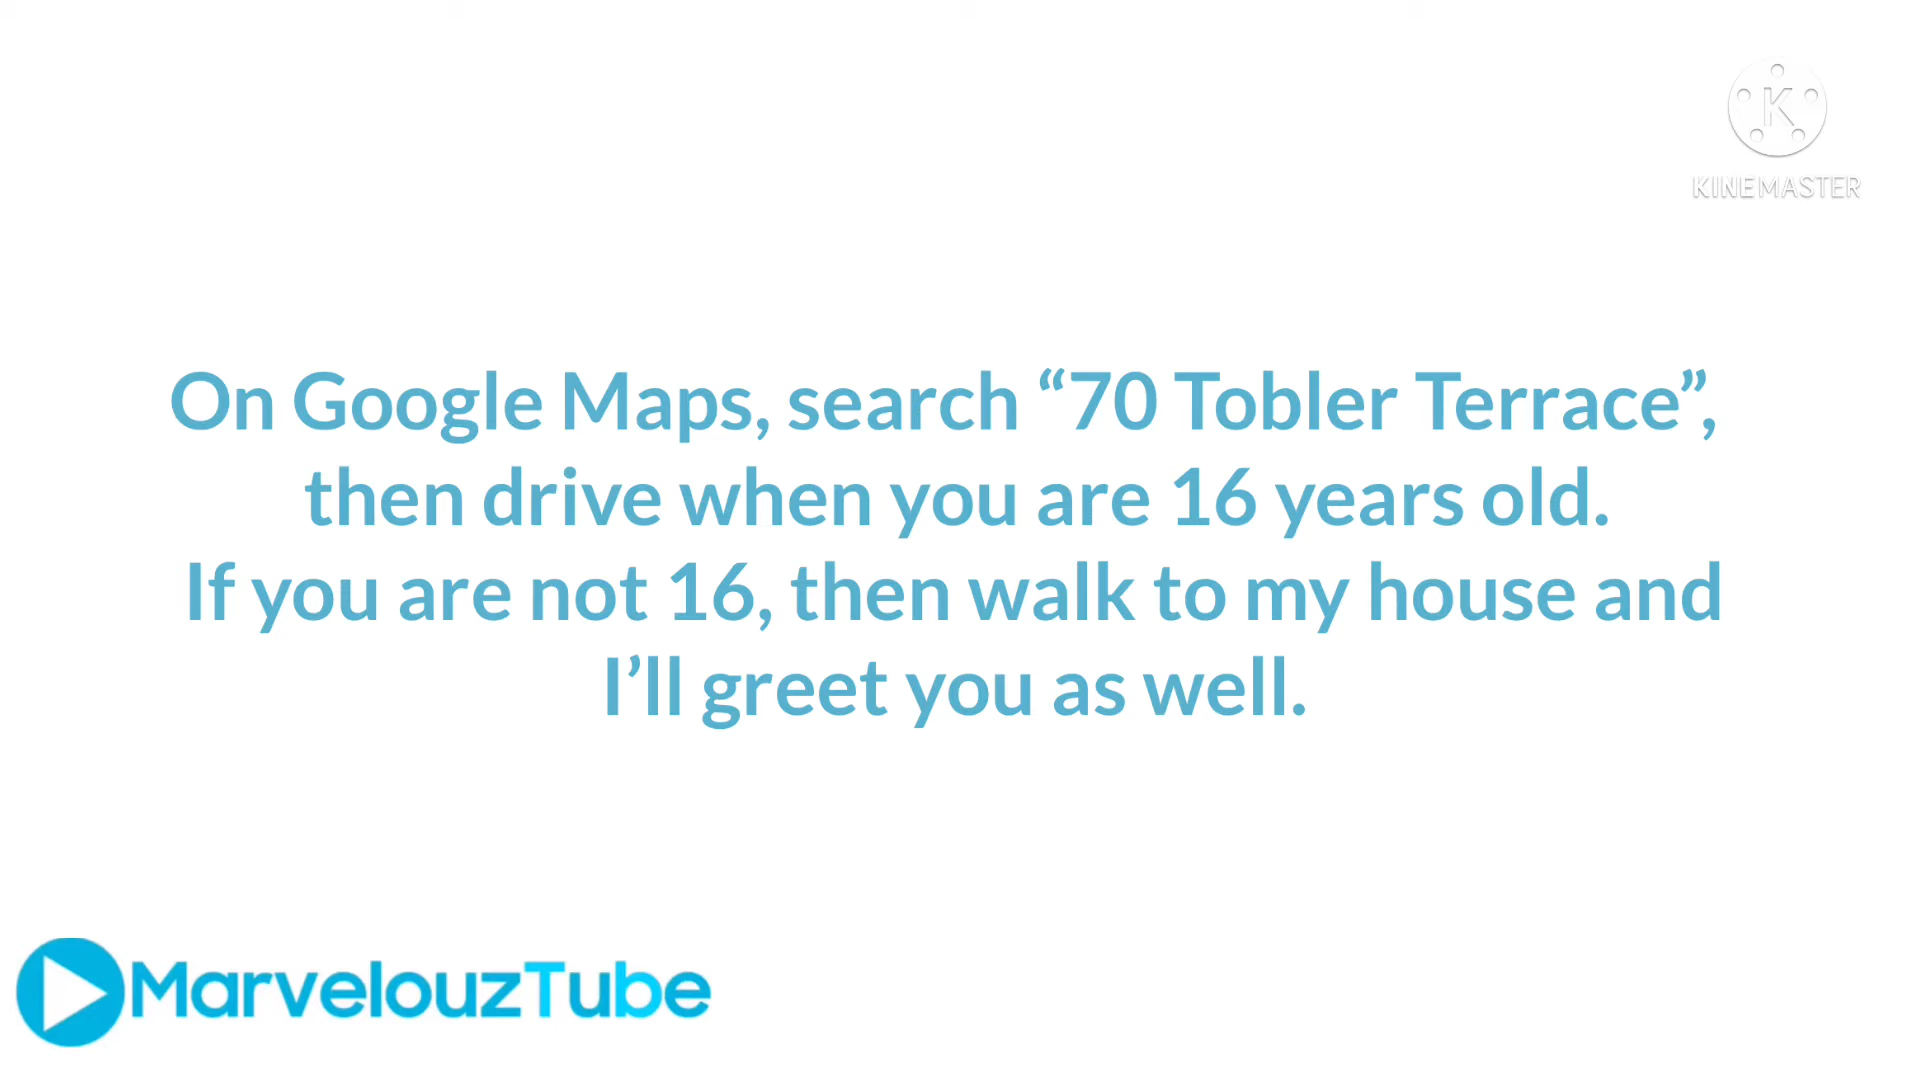 K
KINEMASTER
On Google Maps, search “70 Tobler Terrace”,
then drive when you are 16 years old.
If you are not 16, then walk to my house and
I’ll greet you as well.
MarvelouzTube